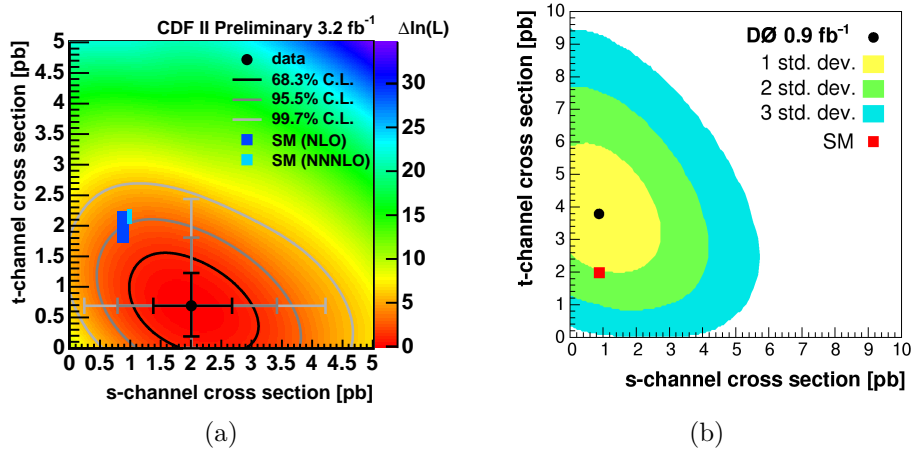 CDF II Preliminary 3.2 fb⁻¹
Δln(L)
t-channel cross section [pb]
5
4.5
4
3.5
3
2.5
2
1.5
1
0.5
0
data
68.3% C.L.
95.5% C.L.
99.7% C.L.
SM (NLO)
SM (NNNLO)
30
25
20
15
10
5
0
0 0.5 1 1.5 2 2.5 3 3.5 4 4.5 5
s-channel cross section [pb]
(a)
t-channel cross section [pb]
10
9
8
7
6
5
4
3
2
1
0
DØ 0.9 fb⁻¹
1 std. dev.
2 std. dev.
3 std. dev.
SM
0 1 2 3 4 5 6 7 8 9 10
s-channel cross section [pb]
(b)